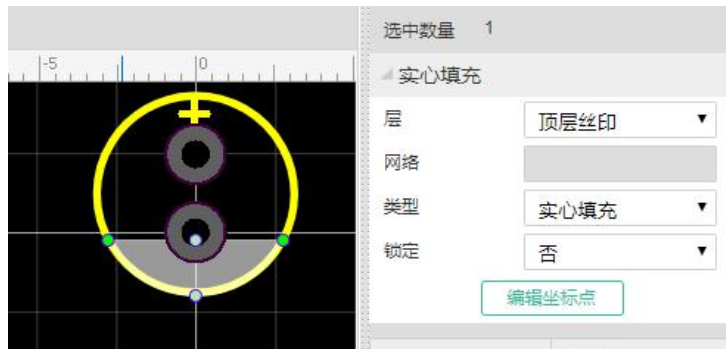 选中数量 1
-5 0
实心填充
层 顶层丝印
网络
类型 实心填充
锁定 否
编辑坐标点